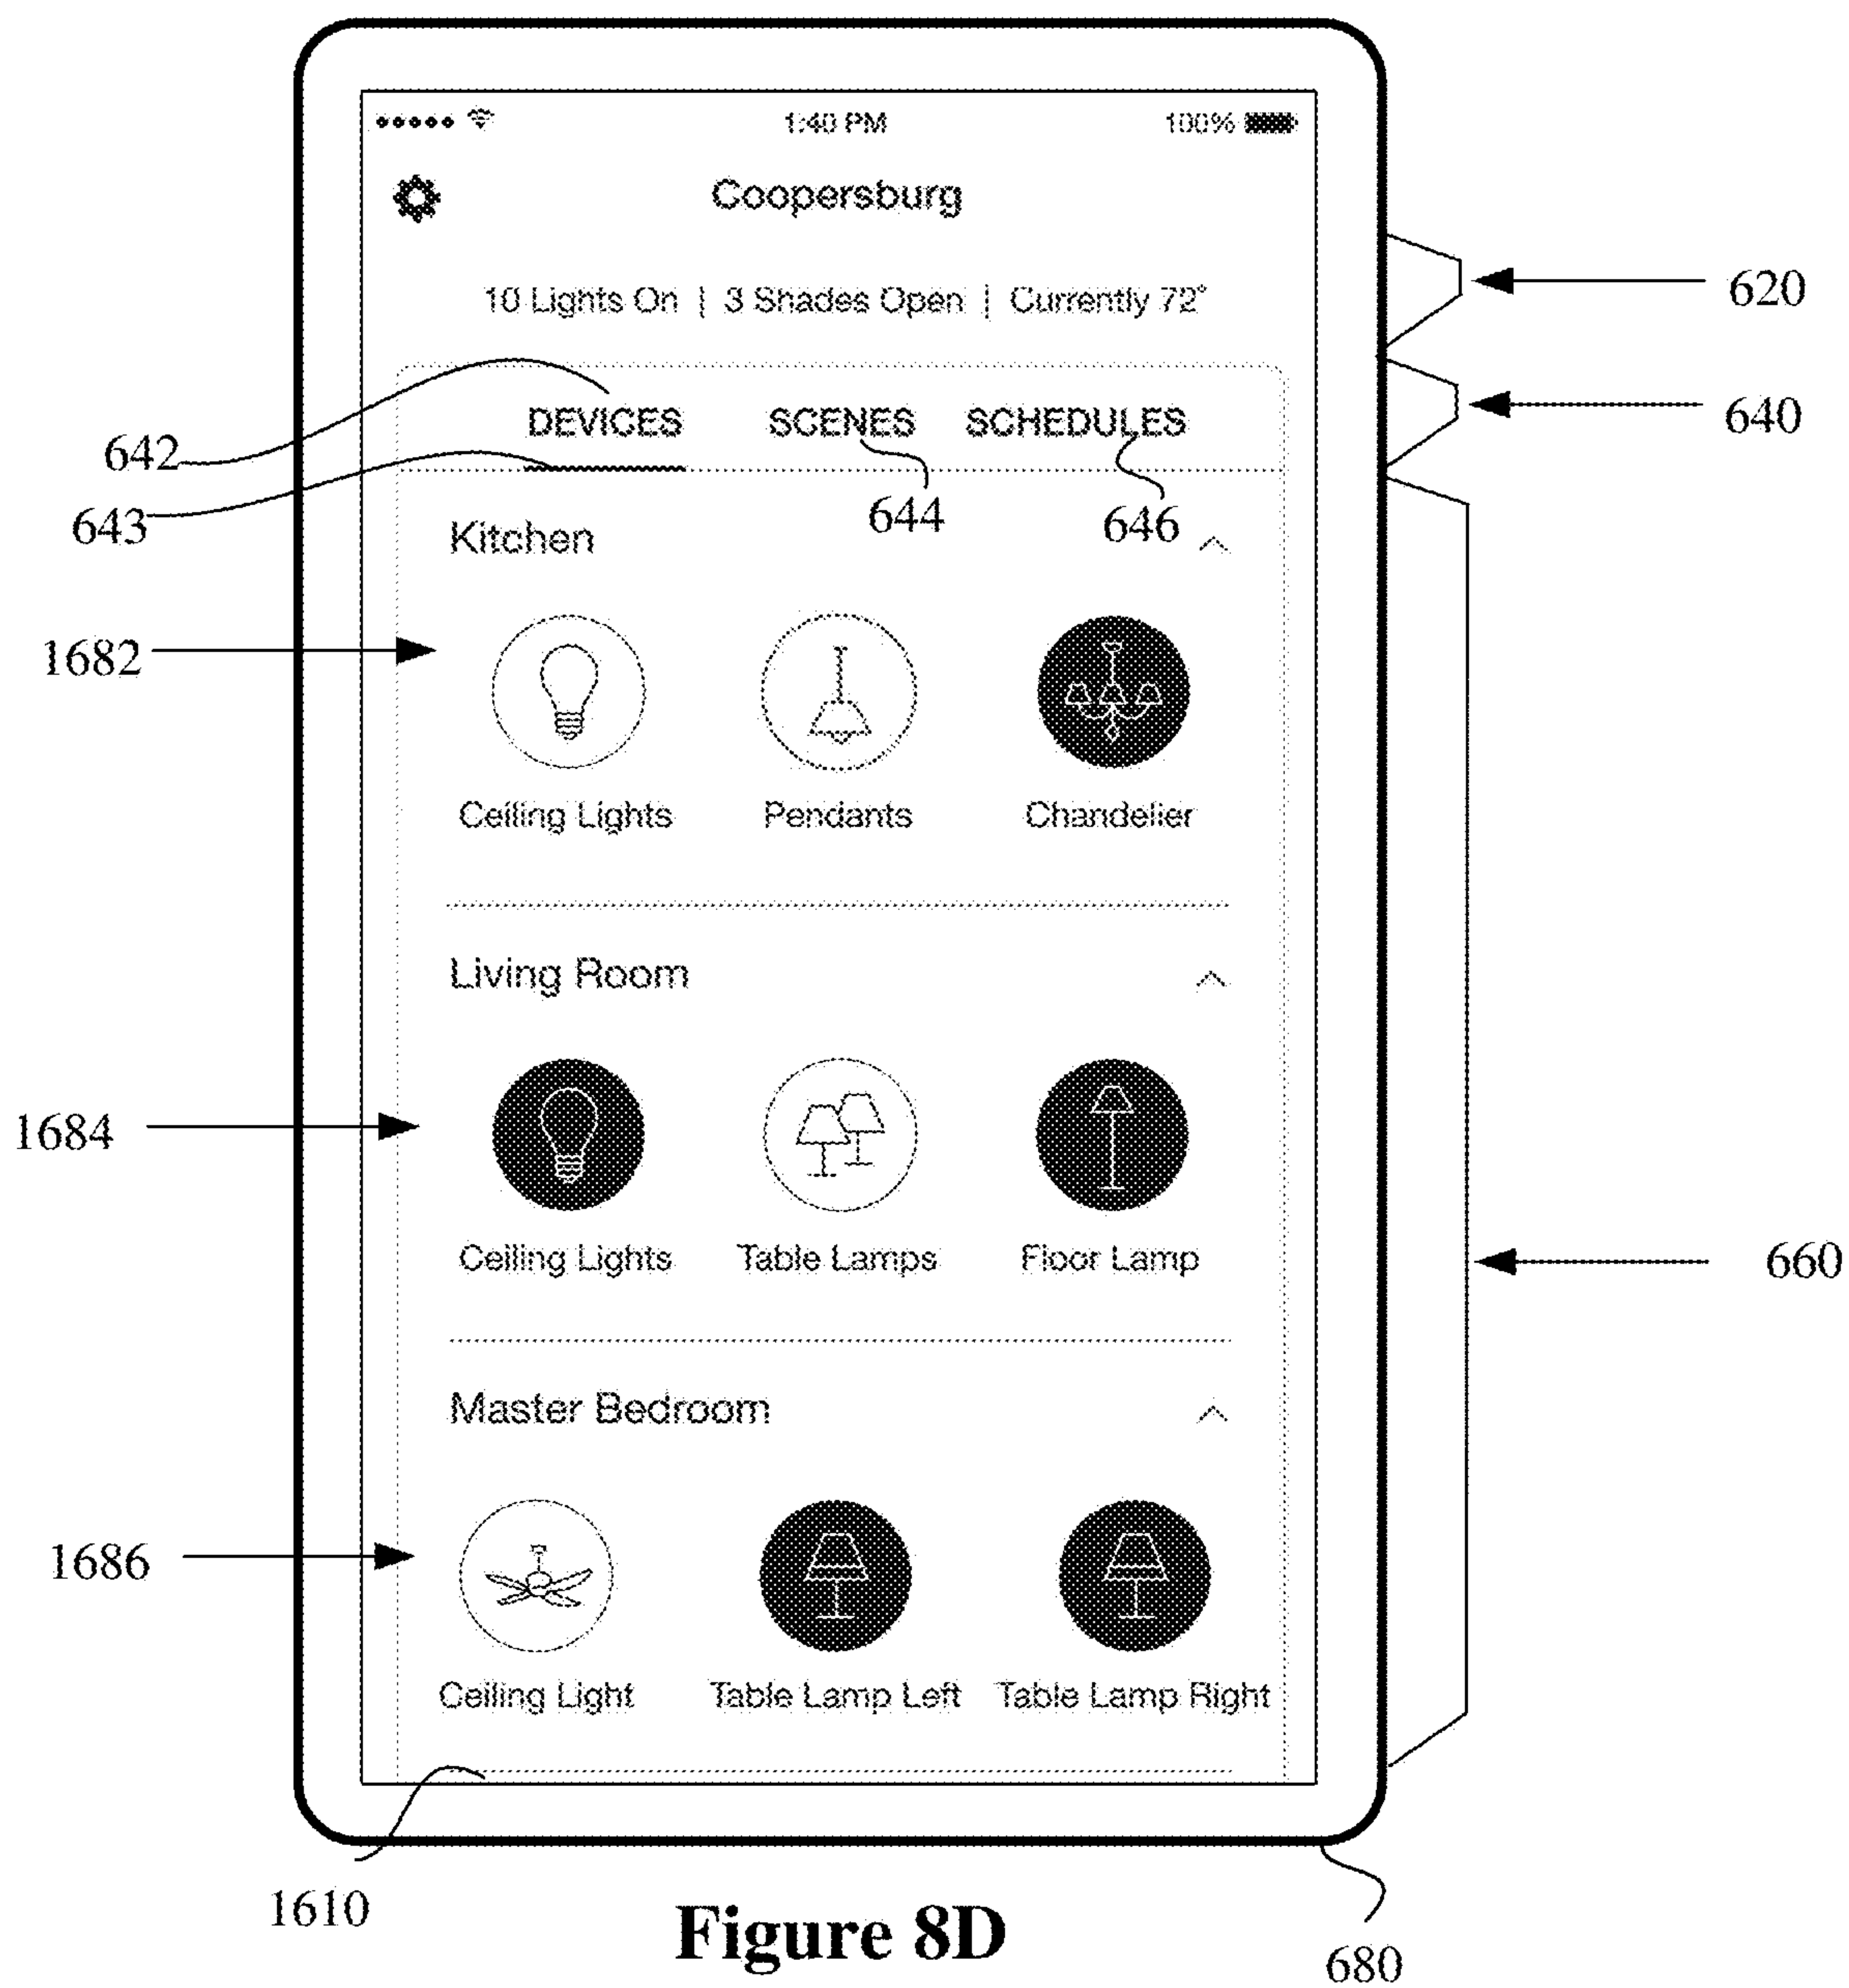 1:40 PM 100%
Coopersburg
620
10 Lights On | 3 Shades Open | Currently 72°
640
DEVICES SCENES SCHEDULES
642
643
644
646
Kitchen
1682
Ceiling Lights Pendants Chandelier
Living Room
1684
Ceiling Lights Table Lamps Floor Lamp
660
Master Bedroom
1686
Ceiling Light Table Lamp Left Table Lamp Right
1610
Figure 8D
680